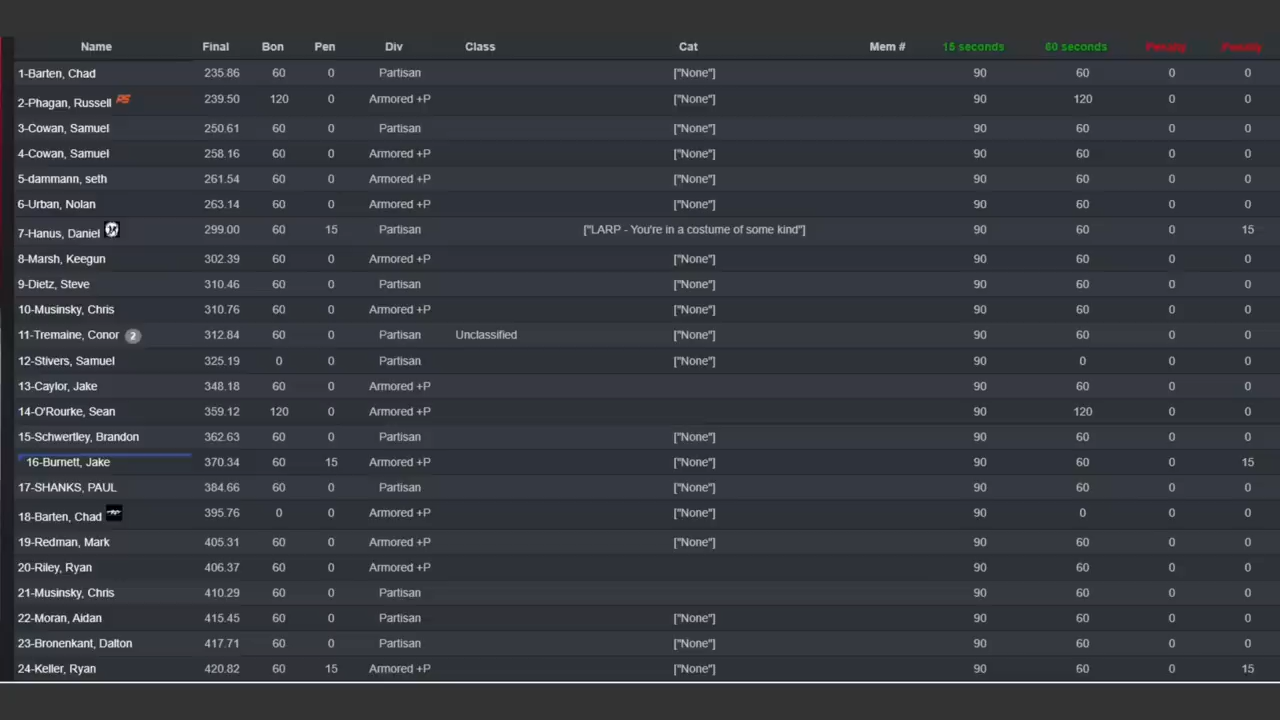 Name Final Bon Pen Div Class Cat Mem # 15 seconds 60 seconds Penalty Penalty
1-Barten, Chad 235.86 60 0 Partisan ["None"] 90 60 0 0
2-Phagan, Russell PS 239.50 120 0 Armored +P ["None"] 90 120 0 0
3-Cowan, Samuel 250.61 60 0 Partisan ["None"] 90 60 0 0
4-Cowan, Samuel 258.16 60 0 Armored +P ["None"] 90 60 0 0
5-dammann, seth 261.54 60 0 Armored +P ["None"] 90 60 0 0
6-Urban, Nolan 263.14 60 0 Armored +P ["None"] 90 60 0 0
7-Hanus, Daniel 299.00 60 15 Partisan ["LARP - You're in a costume of some kind"] 90 60 0 15
8-Marsh, Keegun 302.39 60 0 Armored +P ["None"] 90 60 0 0
9-Dietz, Steve 310.46 60 0 Partisan ["None"] 90 60 0 0
10-Musinsky, Chris 310.76 60 0 Armored +P ["None"] 90 60 0 0
11-Tremaine, Conor 2 312.84 60 0 Partisan Unclassified ["None"] 90 60 0 0
12-Stivers, Samuel 325.19 0 0 Partisan ["None"] 90 0 0 0
13-Caylor, Jake 348.18 60 0 Armored +P 90 60 0 0
14-O'Rourke, Sean 359.12 120 0 Armored +P 90 120 0 0
15-Schwertley, Brandon 362.63 60 0 Partisan ["None"] 90 60 0 0
16-Burnett, Jake 370.34 60 15 Armored +P ["None"] 90 60 0 15
17-SHANKS, PAUL 384.66 60 0 Partisan ["None"] 90 60 0 0
18-Barten, Chad 395.76 0 0 Armored +P ["None"] 90 0 0 0
19-Redman, Mark 405.31 60 0 Armored +P ["None"] 90 60 0 0
20-Riley, Ryan 406.37 60 0 Armored +P 90 60 0 0
21-Musinsky, Chris 410.29 60 0 Partisan 90 60 0 0
22-Moran, Aidan 415.45 60 0 Partisan ["None"] 90 60 0 0
23-Bronenkant, Dalton 417.71 60 0 Partisan ["None"] 90 60 0 0
24-Keller, Ryan 420.82 60 15 Armored +P ["None"] 90 60 0 15